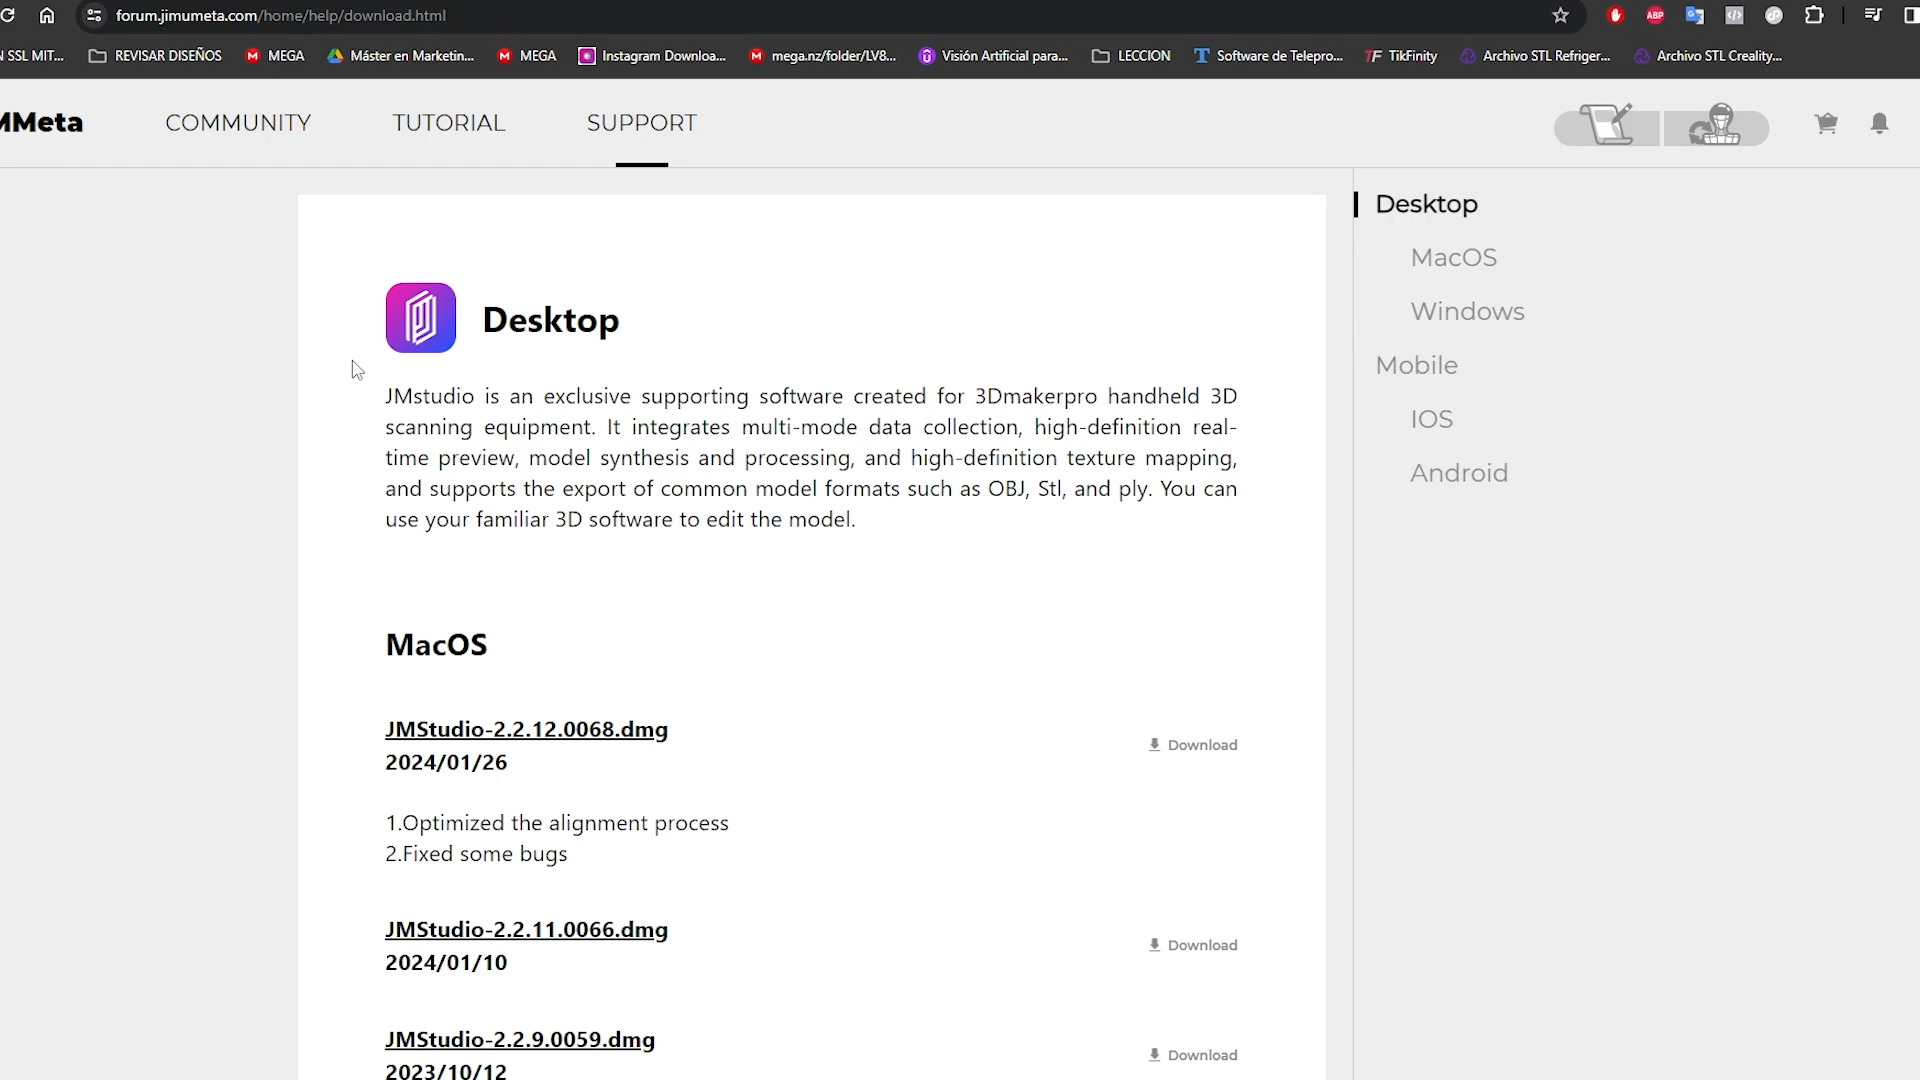 forum.jimumeta.com/home/help/download.html
N SSL MIT...
REVISAR DISEÑOS
MEGA
Máster en Marketin...
MEGA
Instagram Downloa...
mega.nz/folder/LV8...
Visión Artificial para...
LECCION
Software de Telepro...
TikFinity
Archivo STL Refriger...
Archivo STL Creality...
ABP
MMeta
COMMUNITY
TUTORIAL
SUPPORT
Desktop
JMstudio is an exclusive supporting software created for 3Dmakerpro handheld 3D
scanning equipment. It integrates multi-mode data collection, high-definition real-
time preview, model synthesis and processing, and high-definition texture mapping,
and supports the export of common model formats such as OBJ, Stl, and ply. You can
use your familiar 3D software to edit the model.
MacOS
JMStudio-2.2.12.0068.dmg
Download
2024/01/26
1.Optimized the alignment process
2.Fixed some bugs
JMStudio-2.2.11.0066.dmg
Download
2024/01/10
JMStudio-2.2.9.0059.dmg
Download
2023/10/12
Desktop
MacOS
Windows
Mobile
IOS
Android